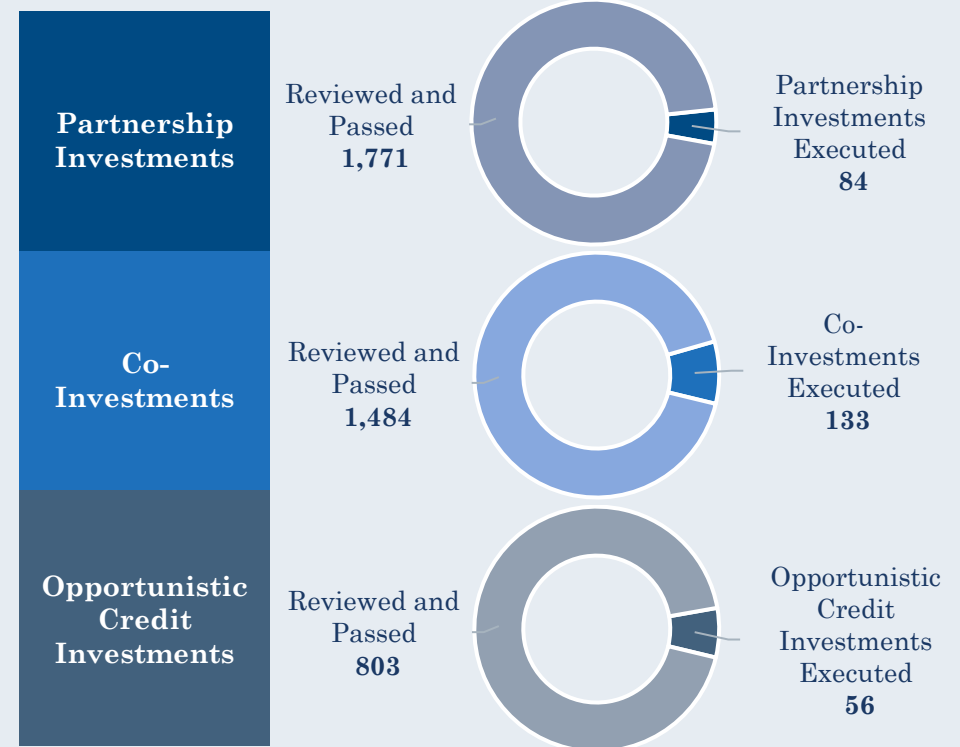 Partnership
Investments
Reviewed and
Passed
1,771
Partnership
Investments
Executed
84
Co-
Investments
Reviewed and
Passed
1,484
Co-
Investments
Executed
133
Opportunistic
Credit
Investments
Reviewed and
Passed
803
Opportunistic
Credit
Investments
Executed
56